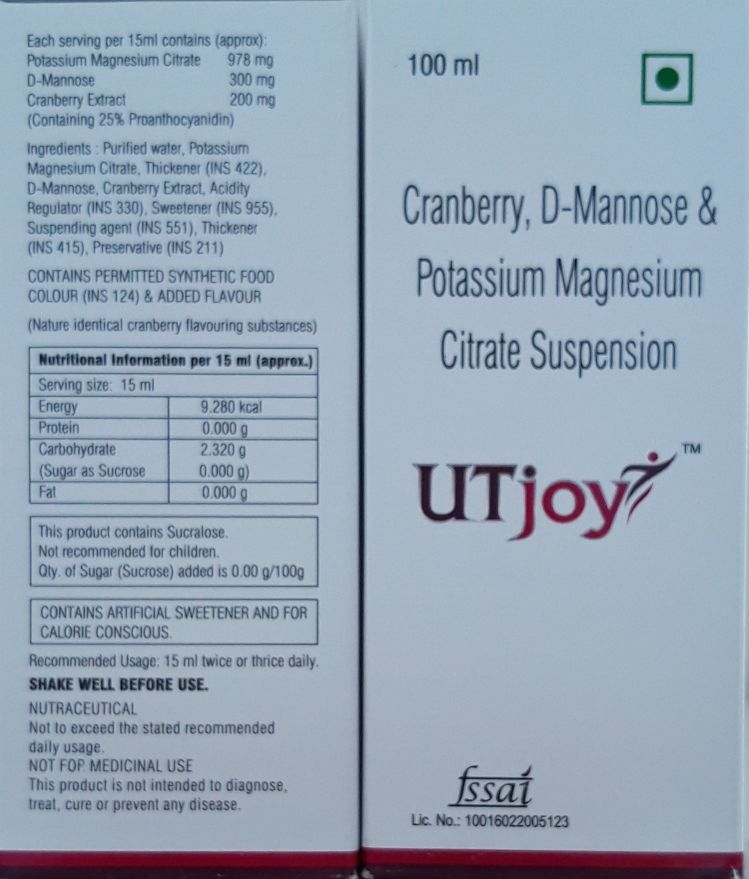 Each serving per 15ml contains (approx):
Potassium Magnesium Citrate 978 mg
D-Mannose 300 mg
Cranberry Extract 200 mg
(Containing 25% Proanthocyanidin)
Ingredients : Purified water, Potassium
Magnesium Citrate, Thickener (INS 422),
D-Mannose, Cranberry Extract, Acidity
Regulator (INS 330), Sweetener (INS 955),
Suspending agent (INS 551), Thickener
(INS 415), Preservative (INS 211)
CONTAINS PERMITTED SYNTHETIC FOOD
COLOUR (INS 124) & ADDED FLAVOUR
(Nature identical cranberry flavouring substances)
Nutritional Information per 15 ml (approx.)
Serving size: 15 ml
Energy 9.280 kcal
Protein 0.000 g
Carbohydrate 2.320 g
(Sugar as Sucrose 0.000 g)
Fat 0.000 g
This product contains Sucralose.
Not recommended for children.
Qty. of Sugar (Sucrose) added is 0.00 g/100g
CONTAINS ARTIFICIAL SWEETENER AND FOR
CALORIE CONSCIOUS.
Recommended Usage: 15 ml twice or thrice daily.
SHAKE WELL BEFORE USE.
NUTRACEUTICAL
Not to exceed the stated recommended
daily usage.
NOT FOR MEDICINAL USE
This product is not intended to diagnose,
treat, cure or prevent any disease.
100 ml
Cranberry, D-Mannose &
Potassium Magnesium
Citrate Suspension
UTjoy TM
fssai
Lic. No.: 10016022005123